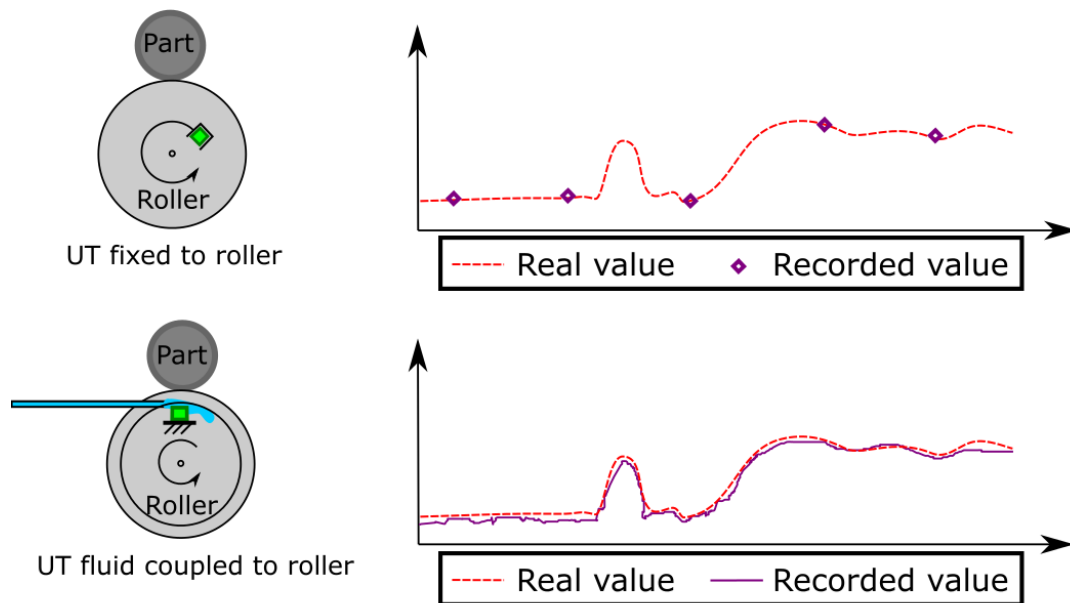 Part
Roller
UT fixed to roller
Real value Recorded value
Part
Roller
UT fluid coupled to roller
Real value Recorded value